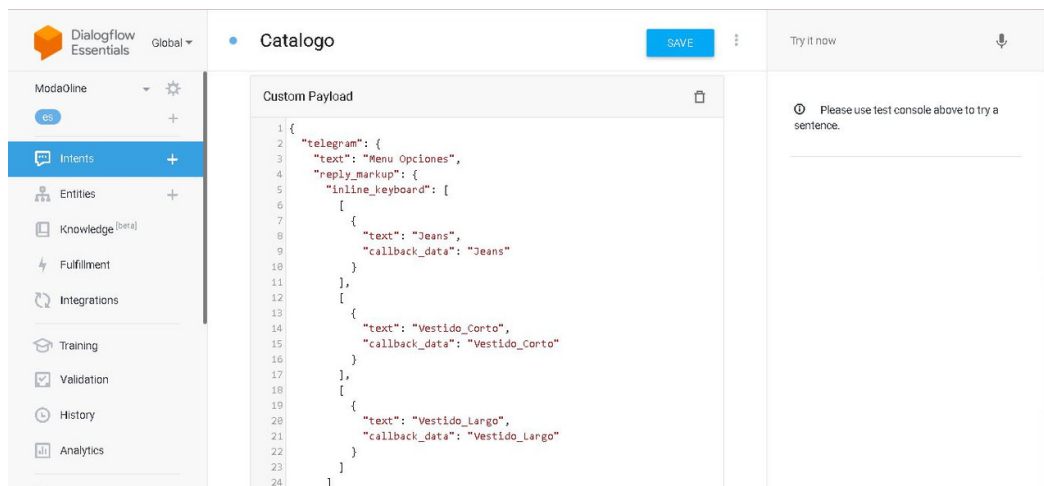 Dialogflow
Essentials
Global
Catalogo
SAVE
Try it now
ModaOline
es
Intents
Entities
Knowledge [beta]
Fulfillment
Integrations
Training
Validation
History
Analytics
Custom Payload
1 {
2 "telegram": {
3 "text": "Menu Opciones",
4 "reply_markup": {
5 "inline_keyboard": [
6 [
7 {
8 "text": "Jeans",
9 "callback_data": "Jeans"
10 }
11 ],
12 [
13 {
14 "text": "Vestido_Corto",
15 "callback_data": "Vestido_Corto"
16 }
17 ],
18 [
19 {
20 "text": "Vestido_Largo",
21 "callback_data": "Vestido_Largo"
22 }
23 ]
24 ]
Please use test console above to try a
sentence.